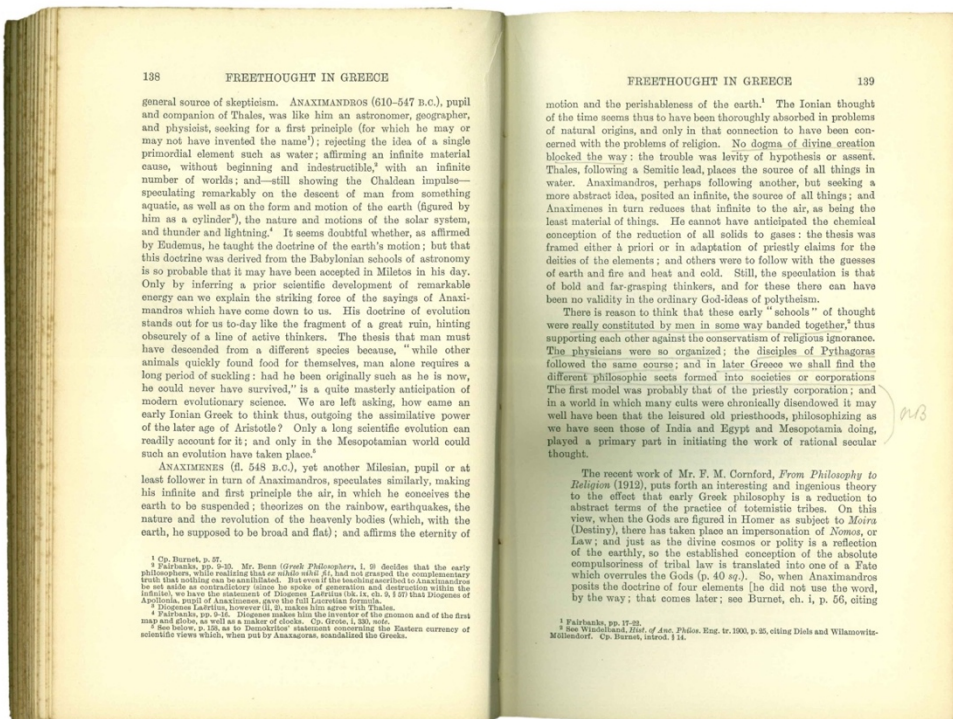 138 FREETHOUGHT IN GREECE
general source of skepticism. ANAXIMANDROS (610–547 B.C.), pupil
and companion of Thales, was like him an astronomer, geographer,
and physicist, seeking for a first principle (for which he may or
may not have invented the name¹); rejecting the idea of a single
primordial element such as water; affirming an infinite material
cause, without beginning and indestructible,² with an infinite
number of worlds; and—still showing the Chaldean impulse—
speculating remarkably on the descent of man from something
aquatic, as well as on the form and motion of the earth (figured by
him as a cylinder³), the nature and motions of the solar system,
and thunder and lightning.⁴ It seems doubtful whether, as affirmed
by Eudemus, he taught the doctrine of the earth's motion; but that
this doctrine was derived from the Babylonian schools of astronomy
is so probable that it may have been accepted in Miletos in his day.
Only by inferring a prior scientific development of remarkable
energy can we explain the striking force of the sayings of Anaxi-
mandros which have come down to us. His doctrine of evolution
stands out for us to-day like the fragment of a great ruin, hinting
obscurely of a line of active thinkers. The thesis that man must
have descended from a different species because, "while other
animals quickly found food for themselves, man alone requires a
long period of suckling: had he been originally such as he is now,
he could never have survived," is a quite masterly anticipation of
modern evolutionary science. We are left asking, how came an
early Ionian Greek to think thus, outgoing the assimilative power
of the later age of Aristotle? Only a long scientific evolution can
readily account for it; and only in the Mesopotamian world could
such an evolution have taken place.⁵
ANAXIMENES (fl. 548 B.C.), yet another Milesian, pupil or at
least follower in turn of Anaximandros, speculates similarly, making
his infinite and first principle the air, in which he conceives the
earth to be suspended; theorizes on the rainbow, earthquakes, the
nature and the revolution of the heavenly bodies (which, with the
earth, he supposed to be broad and flat); and affirms the eternity of
¹ Cp. Burnet, p. 57.
² Fairbanks, pp. 9-10. Mr. Benn (Greek Philosophers, i, 9) decides that the early
philosophers, while realizing that ex nihilo nihil fit, had not grasped the complementary
truth that nothing can be annihilated. But even if the teaching ascribed to Anaximandros
be set aside as contradictory (since he spoke of generation and destruction within the
infinite), we have the statement of Diogenes Laërtius (bk. ix, ch. 9, § 57) that Diogenes of
Apollonia, pupil of Anaximenes, gave the full Lucretian formula.
³ Diogenes Laërtius, however (ii, 2), makes him agree with Thales.
⁴ Fairbanks, pp. 9-16. Diogenes makes him the inventor of the gnomon and of the first
map and globe, as well as a maker of clocks. Cp. Grote, i, 330, note.
⁵ See below, p. 158, as to Demokritos' statement concerning the Eastern currency of
scientific views which, when put by Anaxagoras, scandalized the Greeks.
FREETHOUGHT IN GREECE 139
motion and the perishableness of the earth.¹ The Ionian thought
of the time seems thus to have been thoroughly absorbed in problems
of natural origins, and only in that connection to have been con-
cerned with the problems of religion. No dogma of divine creation
blocked the way: the trouble was levity of hypothesis or assent.
Thales, following a Semitic lead, places the source of all things in
water. Anaximandros, perhaps following another, but seeking a
more abstract idea, posited an infinite, the source of all things; and
Anaximenes in turn reduces that infinite to the air, as being the
least material of things. He cannot have anticipated the chemical
conception of the reduction of all solids to gases: the thesis was
framed either à priori or in adaptation of priestly claims for the
deities of the elements; and others were to follow with the guesses
of earth and fire and heat and cold. Still, the speculation is that
of bold and far-grasping thinkers, and for these there can have
been no validity in the ordinary God-ideas of polytheism.
There is reason to think that these early "schools" of thought
were really constituted by men in some way banded together,² thus
supporting each other against the conservatism of religious ignorance.
The physicians were so organized; the disciples of Pythagoras
followed the same course; and in later Greece we shall find the
different philosophic sects formed into societies or corporations
The first model was probably that of the priestly corporation; and
in a world in which many cults were chronically disendowed it may
well have been that the leisured old priesthoods, philosophizing as
we have seen those of India and Egypt and Mesopotamia doing,
played a primary part in initiating the work of rational secular
thought.
NB
The recent work of Mr. F. M. Cornford, From Philosophy to
Religion (1912), puts forth an interesting and ingenious theory
to the effect that early Greek philosophy is a reduction to
abstract terms of the practice of totemistic tribes. On this
view, when the Gods are figured in Homer as subject to Moira
(Destiny), there has taken place an impersonation of Nomos, or
Law; and just as the divine cosmos or polity is a reflection
of the earthly, so the established conception of the absolute
compulsoriness of tribal law is translated into one of a Fate
which overrules the Gods (p. 40 sq.). So, when Anaximandros
posits the doctrine of four elements [he did not use the word,
by the way; that comes later; see Burnet, ch. i, p. 56, citing
¹ Fairbanks, pp. 17-22.
² See Windelband, Hist. of Anc. Philos. Eng. tr. 1900, p. 25, citing Diels and Wilamowitz-
Möllendorf. Cp. Burnet, introd. § 14.